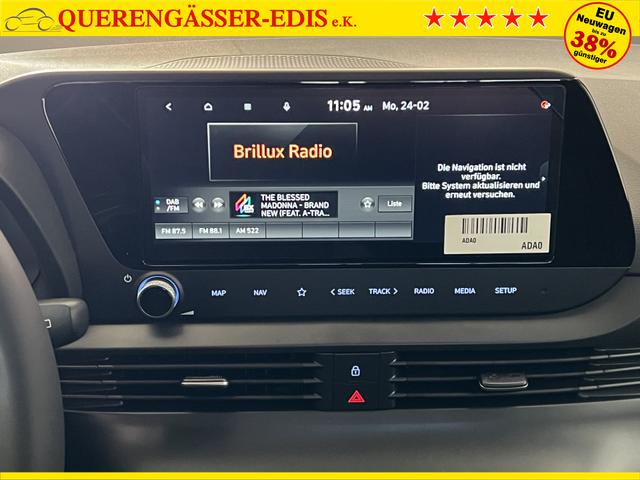 QUERENGÄSSER-EDIS e.K.
EU
Neuwagen
bis zu
38%
günstiger
11:05 AM Mo, 24-02
Brillux Radio
Die Navigation ist nicht
verfügbar.
Bitte System aktualisieren und
erneut versuchen.
DAB
/FM
THE BLESSED
MADONNA - BRAND
NEW (FEAT. A-TRA...
Liste
FM 87.5 FM 88.1 AM 522
ADA0
ADA0
MAP NAV SEEK TRACK RADIO MEDIA SETUP